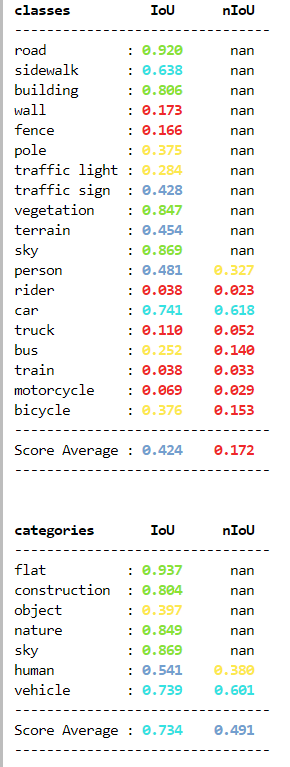 classes IoU nIoU
--------------------------------
road : 0.920 nan
sidewalk : 0.638 nan
building : 0.806 nan
wall : 0.173 nan
fence : 0.166 nan
pole : 0.375 nan
traffic light : 0.284 nan
traffic sign : 0.428 nan
vegetation : 0.847 nan
terrain : 0.454 nan
sky : 0.869 nan
person : 0.481 0.327
rider : 0.038 0.023
car : 0.741 0.618
truck : 0.110 0.052
bus : 0.252 0.140
train : 0.038 0.033
motorcycle : 0.069 0.029
bicycle : 0.376 0.153
--------------------------------
Score Average : 0.424 0.172
--------------------------------
categories IoU nIoU
--------------------------------
flat : 0.937 nan
construction : 0.804 nan
object : 0.397 nan
nature : 0.849 nan
sky : 0.869 nan
human : 0.541 0.380
vehicle : 0.739 0.601
--------------------------------
Score Average : 0.734 0.491
--------------------------------